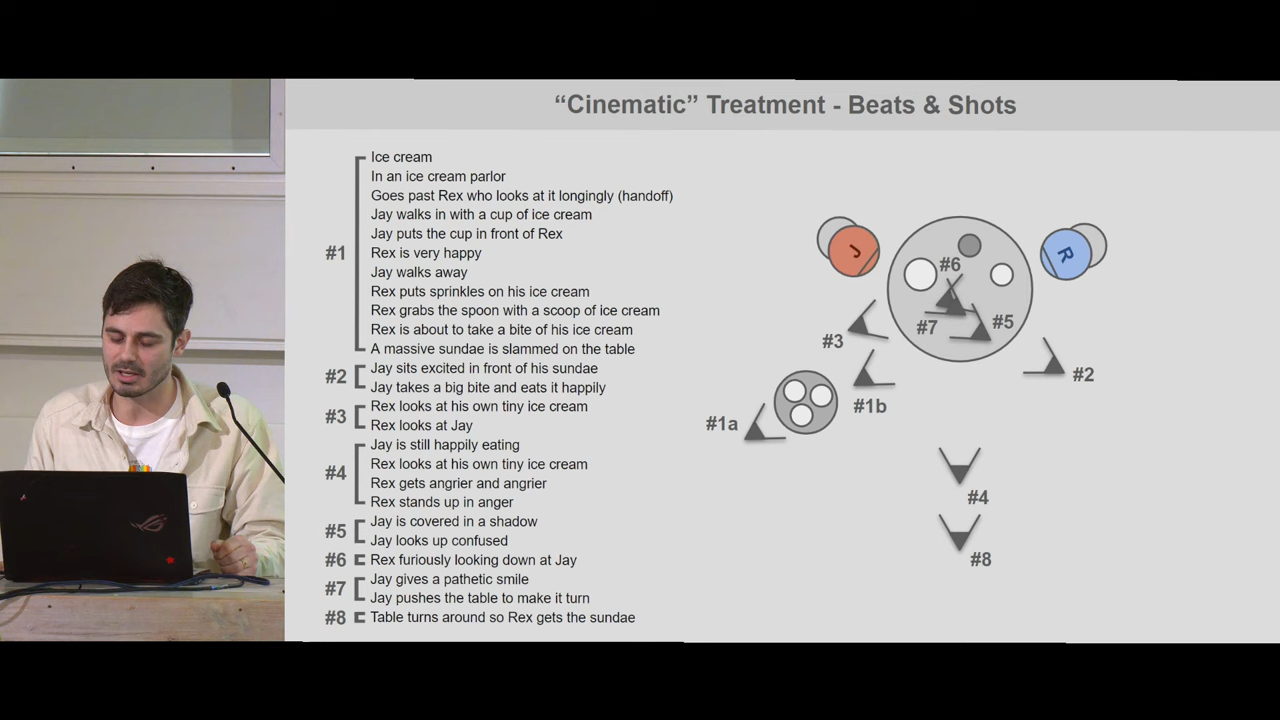 “Cinematic” Treatment - Beats & Shots
#1
Ice cream
In an ice cream parlor
Goes past Rex who looks at it longingly (handoff)
Jay walks in with a cup of ice cream
Jay puts the cup in front of Rex
Rex is very happy
Jay walks away
Rex puts sprinkles on his ice cream
Rex grabs the spoon with a scoop of ice cream
Rex is about to take a bite of his ice cream
A massive sundae is slammed on the table
#2
Jay sits excited in front of his sundae
Jay takes a big bite and eats it happily
#3
Rex looks at his own tiny ice cream
Rex looks at Jay
#4
Jay is still happily eating
Rex looks at his own tiny ice cream
Rex gets angrier and angrier
Rex stands up in anger
#5
Jay is covered in a shadow
Jay looks up confused
#6
Rex furiously looking down at Jay
#7
Jay gives a pathetic smile
Jay pushes the table to make it turn
#8
Table turns around so Rex gets the sundae
J
R
#6
#7
#5
#3
#2
#1b
#1a
#4
#8